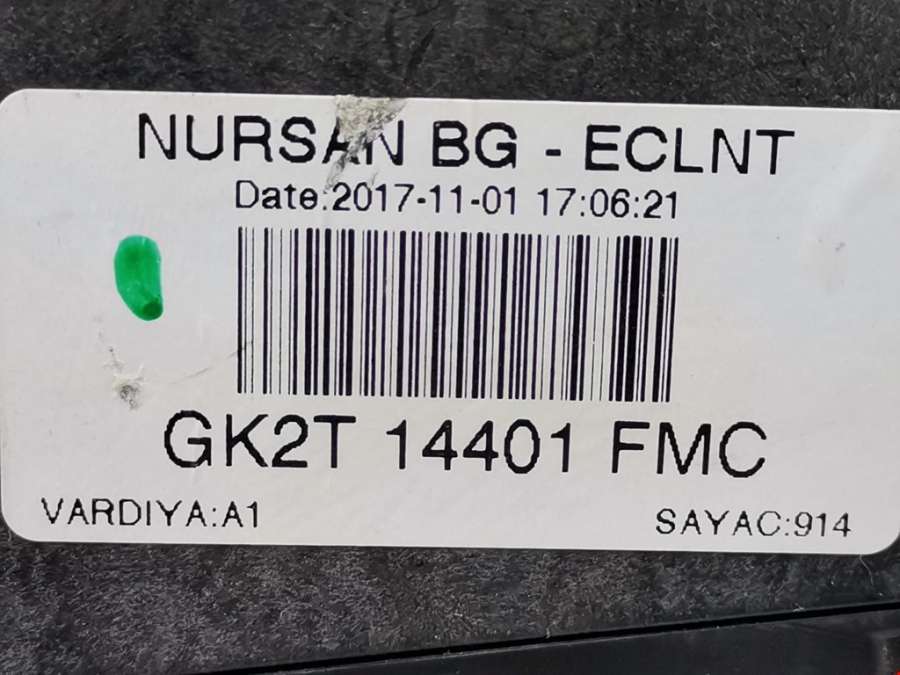 NURSAN BG - ECLNT
Date:2017-11-01 17:06:21
GK2T 14401 FMC
VARDIYA:A1
SAYAC:914